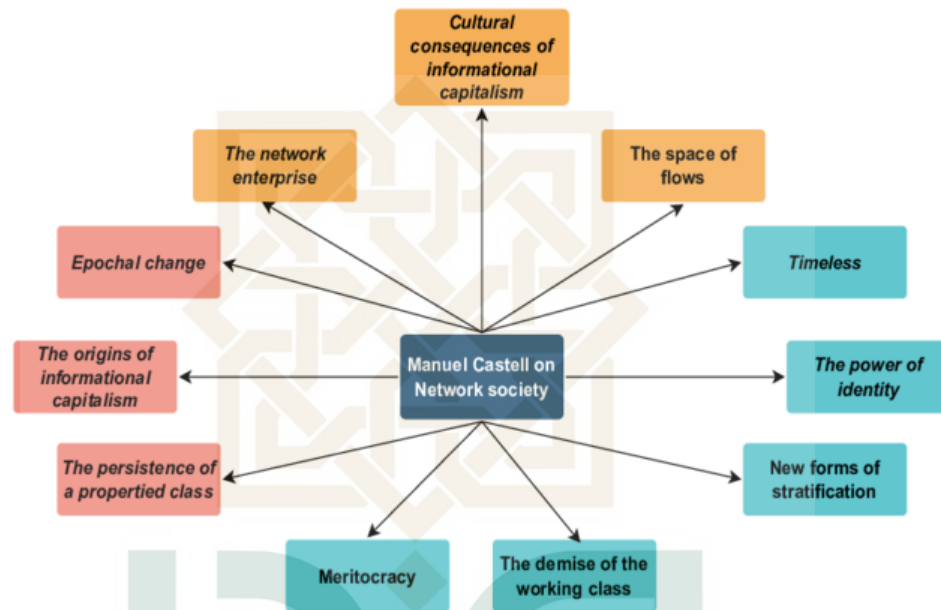 Cultural
consequences of
informational
capitalism
The network
enterprise
The space of
flows
Epochal change
Timeless
The origins of
informational
capitalism
Manuel Castell on
Network society
The power of
identity
The persistence of
a propertied class
New forms of
stratification
Meritocracy
The demise of the
working class